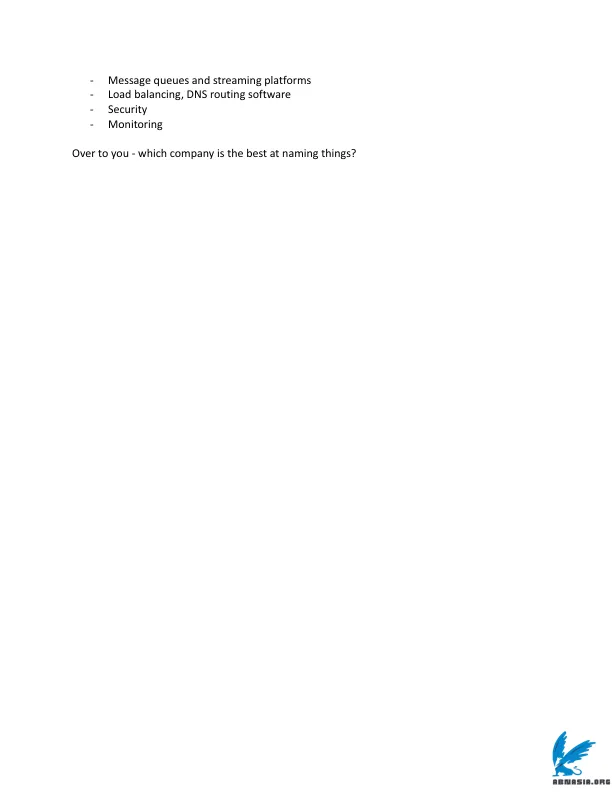 - Message queues and streaming platforms
- Load balancing, DNS routing software
- Security
- Monitoring
Over to you - which company is the best at naming things?
ABNASIA.ORG